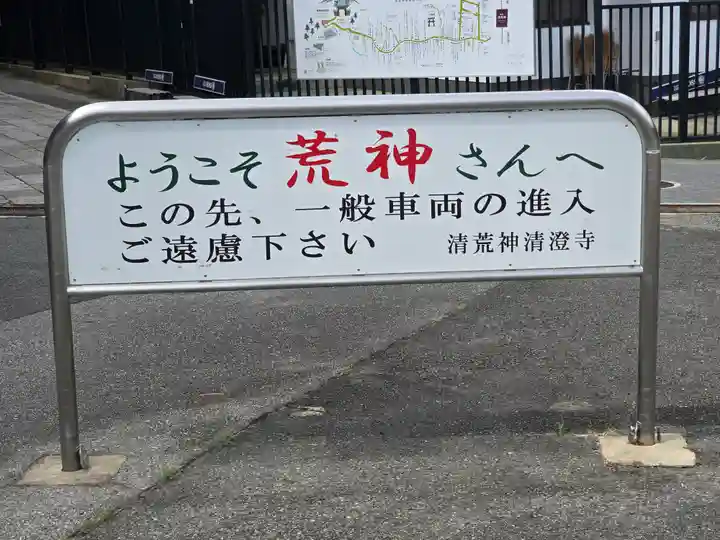 ようこそ 荒神 さんへ
この先、一般車両の進入
ご遠慮下さい 清荒神清澄寺